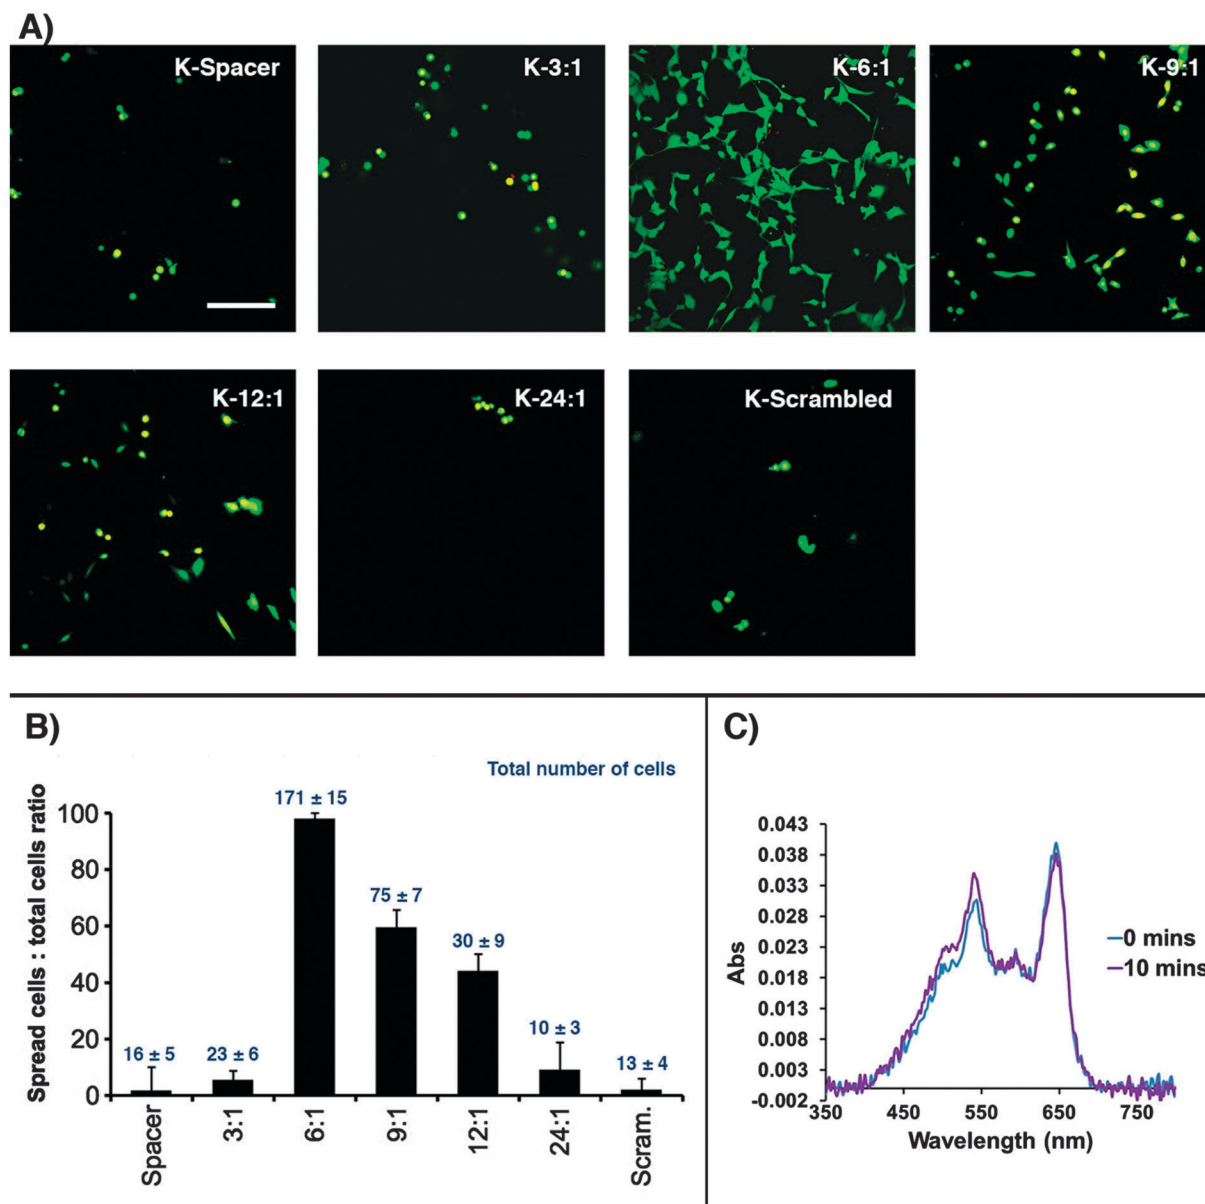 A)
K-Spacer
K-3:1
K-6:1
K-9:1
K-12:1
K-24:1
K-Scrambled
B)
Total number of cells
Spread cells : total cells ratio
100
80
60
40
20
0
16 ± 5
23 ± 6
171 ± 15
75 ± 7
30 ± 9
10 ± 3
13 ± 4
Spacer
3:1
6:1
9:1
12:1
24:1
Scram.
C)
Abs
0.043
0.038
0.033
0.028
0.023
0.018
0.013
0.008
0.003
-0.002
350
450
550
650
750
Wavelength (nm)
0 mins
10 mins